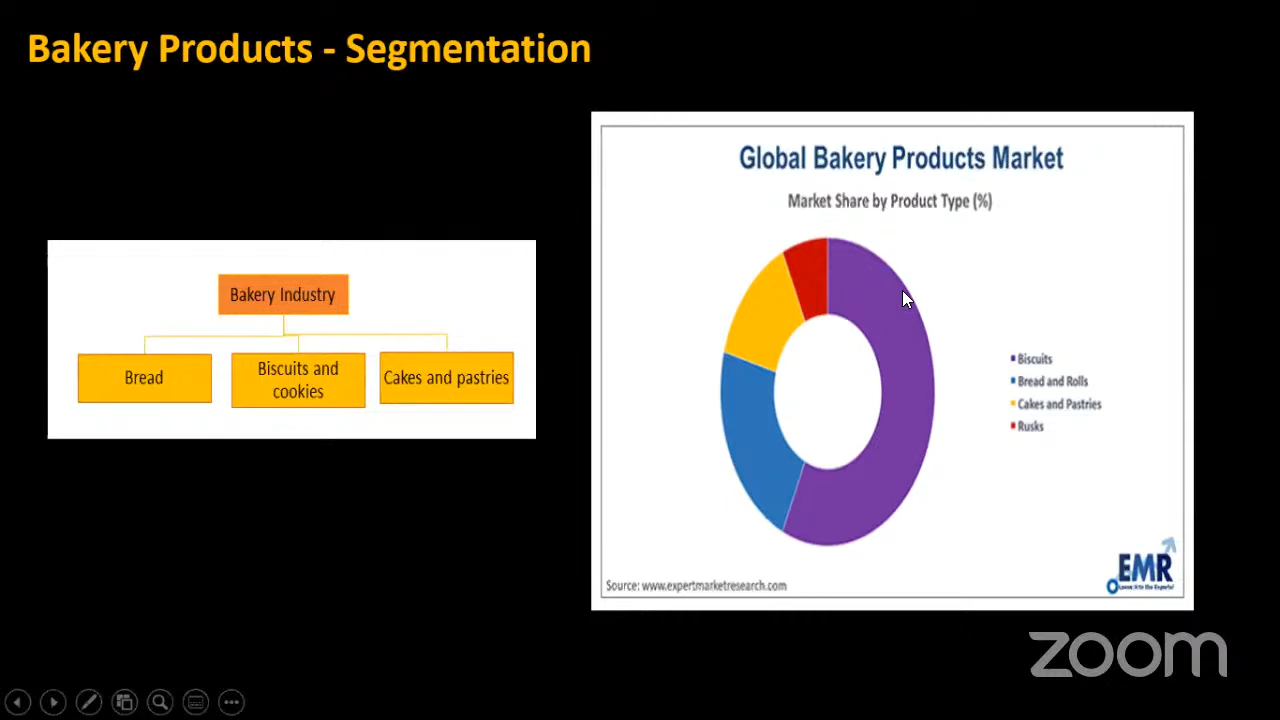 Bakery Products - Segmentation
Bakery Industry
Bread
Biscuits and
cookies
Cakes and pastries
Global Bakery Products Market
Market Share by Product Type (%)
Biscuits
Bread and Rolls
Cakes and Pastries
Rusks
Source: www.expertmarketresearch.com
EMR
zoom